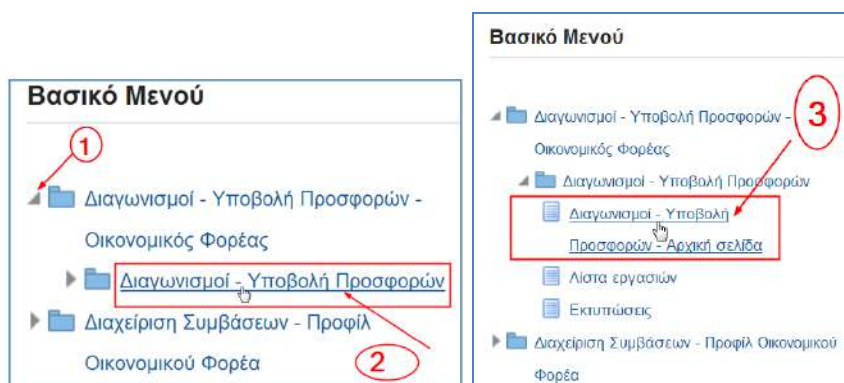 Βασικό Μενού
1
Διαγωνισμοί - Υποβολή Προσφορών -
Οικονομικός Φορέας
Διαγωνισμοί - Υποβολή Προσφορών
Διαχείριση Συμβάσεων - Προφίλ
Οικονομικού Φορέα
2
Βασικό Μενού
Διαγωνισμοί - Υποβολή Προσφορών -
3
Οικονομικός Φορέας
Διαγωνισμοί - Υποβολή Προσφορών
Διαγωνισμοί - Υποβολή
Προσφορών - Αρχική σελίδα
Λίστα εργασιών
Εκτυπώσεις
Διαχείριση Συμβάσεων - Προφίλ Οικονομικού
Φορέα